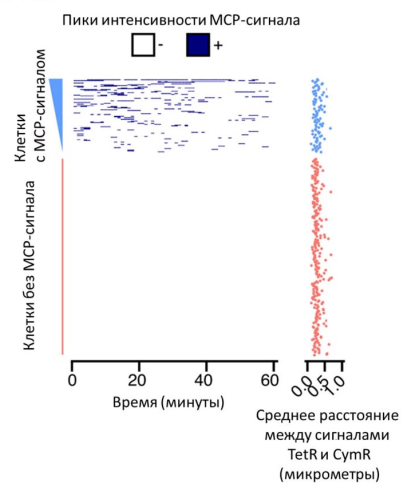 Пики интенсивности MCP-сигнала
- +
Клетки
с MCP-сигналом
Клетки без MCP-сигнала
0 20 40 60
Время (минуты)
0.0 0.5 1.0
Среднее расстояние
между сигналами
TetR и CymR
(микрометры)